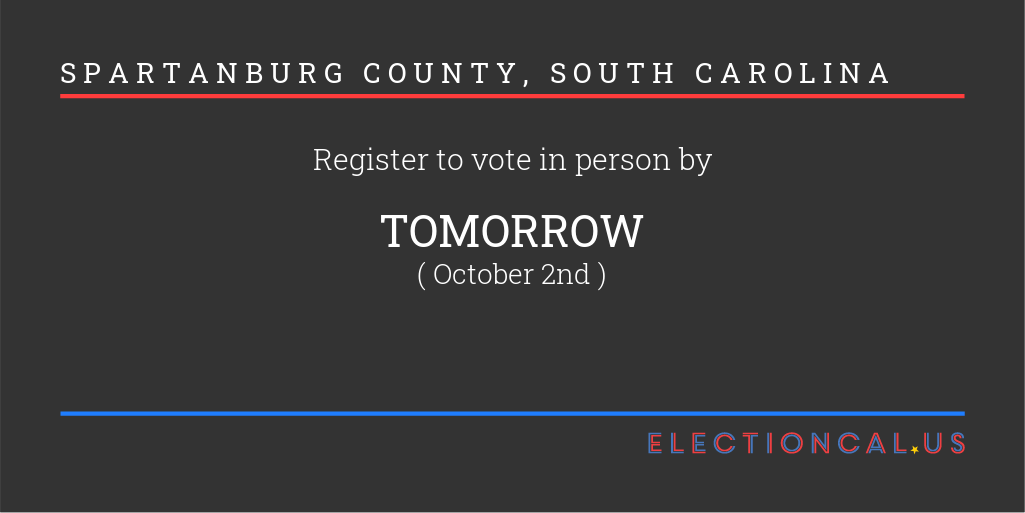 SPARTANBURG COUNTY, SOUTH CAROLINA
Register to vote in person by
TOMORROW
( October 2nd )
ELECTIONCAL.US